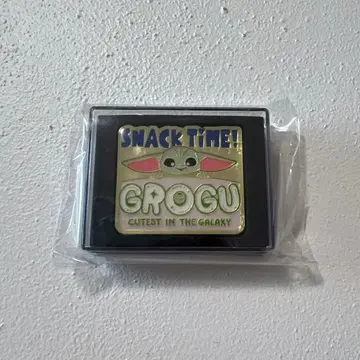 SNACK TiME!
GROGU
CUTEST IN THE GALAXY